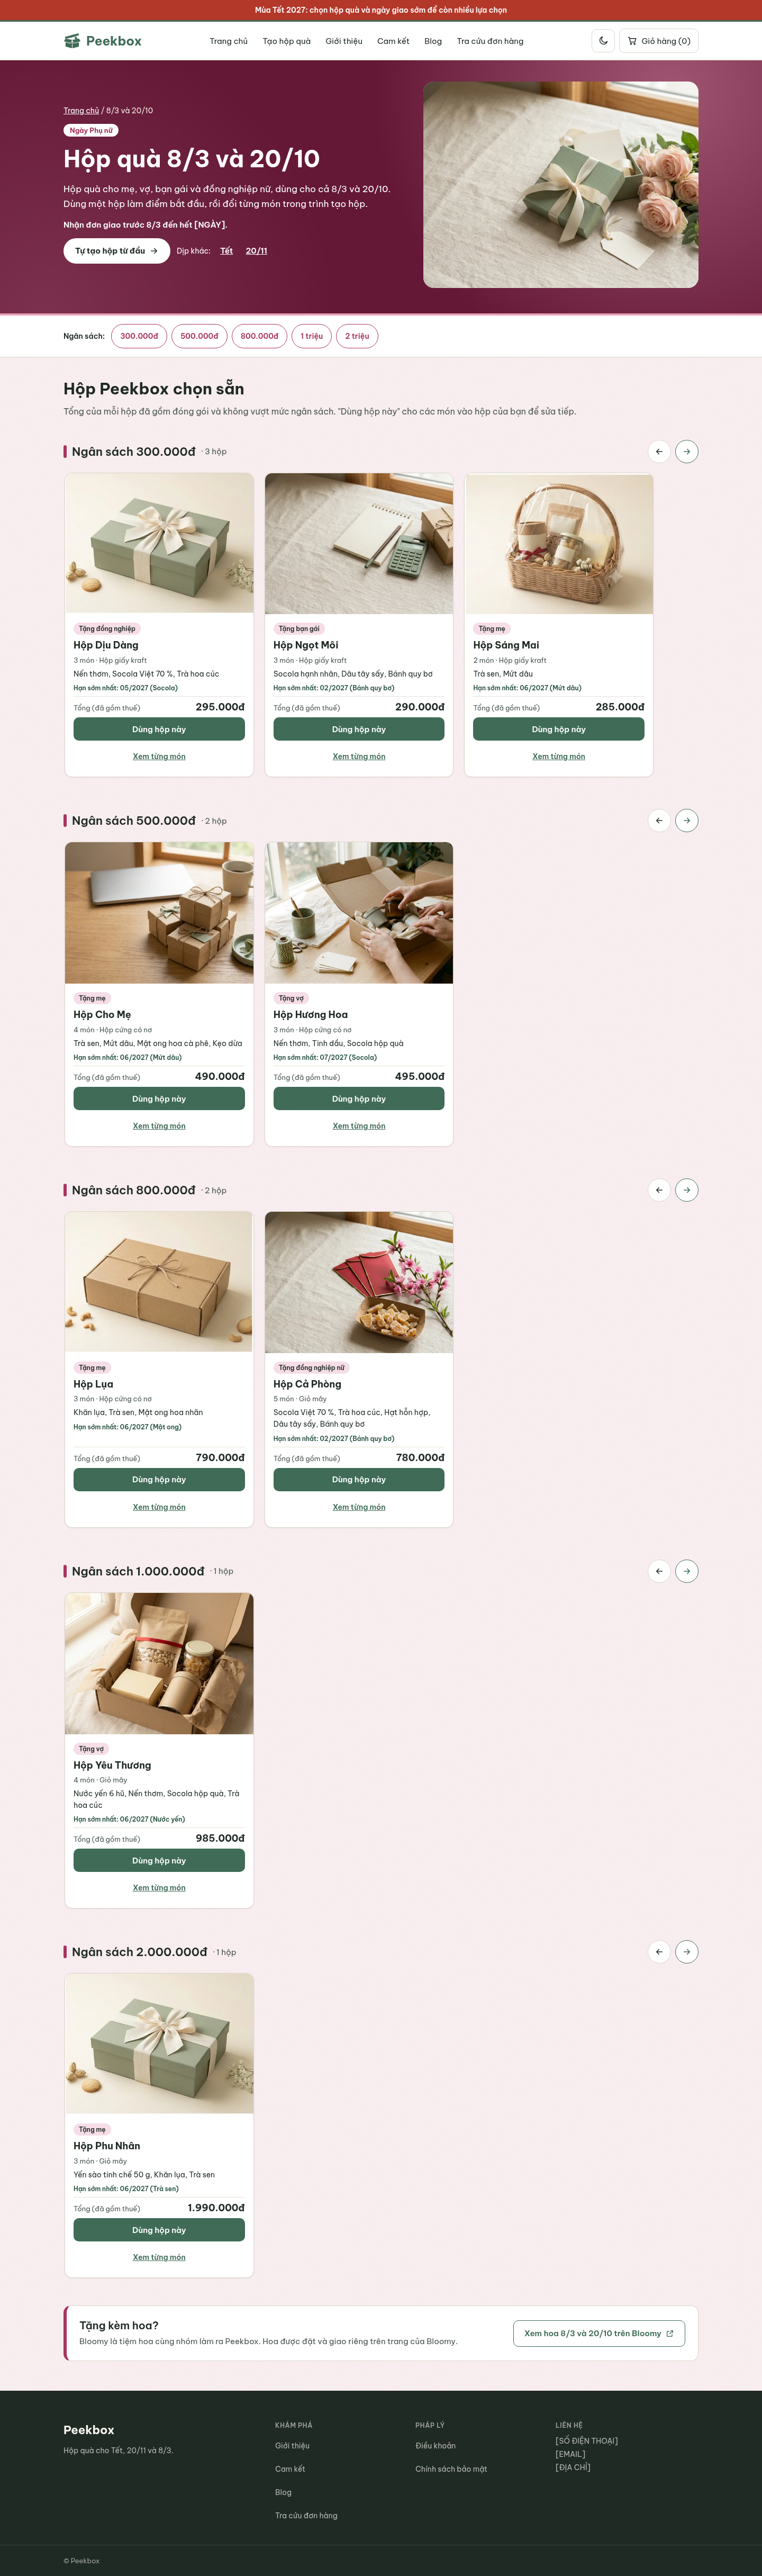 Mùa Tết 2027: chọn hộp quà và ngày giao sớm để còn nhiều lựa chọn
Peekbox
Trang chủ
Tạo hộp quà
Giới thiệu
Cam kết
Blog
Tra cứu đơn hàng
Giỏ hàng (0)
Trang chủ / 8/3 và 20/10
Ngày Phụ nữ
Hộp quà 8/3 và 20/10
Hộp quà cho mẹ, vợ, bạn gái và đồng nghiệp nữ, dùng cho cả 8/3 và 20/10.
Dùng một hộp làm điểm bắt đầu, rồi đổi từng món trong trình tạo hộp.
Nhận đơn giao trước 8/3 đến hết [NGÀY].
Tự tạo hộp từ đầu
Dịp khác:
Tết
20/11
Ngân sách:
300.000đ
500.000đ
800.000đ
1 triệu
2 triệu
Hộp Peekbox chọn sẵn
Tổng của mỗi hộp đã gồm đóng gói và không vượt mức ngân sách. "Dùng hộp này" cho các món vào hộp của bạn để sửa tiếp.
Ngân sách 300.000đ · 3 hộp
Tặng đồng nghiệp
Hộp Dịu Dàng
3 món · Hộp giấy kraft
Nến thơm, Socola Việt 70 %, Trà hoa cúc
Hạn sớm nhất: 05/2027 (Socola)
Tổng (đã gồm thuế) 295.000đ
Dùng hộp này
Xem từng món
Tặng bạn gái
Hộp Ngọt Môi
3 món · Hộp giấy kraft
Socola hạnh nhân, Dâu tây sấy, Bánh quy bơ
Hạn sớm nhất: 02/2027 (Bánh quy bơ)
Tổng (đã gồm thuế) 290.000đ
Dùng hộp này
Xem từng món
Tặng mẹ
Hộp Sáng Mai
2 món · Hộp giấy kraft
Trà sen, Mứt dâu
Hạn sớm nhất: 06/2027 (Mứt dâu)
Tổng (đã gồm thuế) 285.000đ
Dùng hộp này
Xem từng món
Ngân sách 500.000đ · 2 hộp
Tặng mẹ
Hộp Cho Mẹ
4 món · Hộp cứng có nơ
Trà sen, Mứt dâu, Mật ong hoa cà phê, Kẹo dừa
Hạn sớm nhất: 06/2027 (Mứt dâu)
Tổng (đã gồm thuế) 490.000đ
Dùng hộp này
Xem từng món
Tặng vợ
Hộp Hương Hoa
3 món · Hộp cứng có nơ
Nến thơm, Tinh dầu, Socola hộp quà
Hạn sớm nhất: 07/2027 (Socola)
Tổng (đã gồm thuế) 495.000đ
Dùng hộp này
Xem từng món
Ngân sách 800.000đ · 2 hộp
Tặng mẹ
Hộp Lụa
3 món · Hộp cứng có nơ
Khăn lụa, Trà sen, Mật ong hoa nhãn
Hạn sớm nhất: 06/2027 (Mật ong)
Tổng (đã gồm thuế) 790.000đ
Dùng hộp này
Xem từng món
Tặng đồng nghiệp nữ
Hộp Cả Phòng
5 món · Giỏ mây
Socola Việt 70 %, Trà hoa cúc, Hạt hỗn hợp,
Dâu tây sấy, Bánh quy bơ
Hạn sớm nhất: 02/2027 (Bánh quy bơ)
Tổng (đã gồm thuế) 780.000đ
Dùng hộp này
Xem từng món
Ngân sách 1.000.000đ · 1 hộp
Tặng vợ
Hộp Yêu Thương
4 món · Giỏ mây
Nước yến 6 hũ, Nến thơm, Socola hộp quà, Trà
hoa cúc
Hạn sớm nhất: 06/2027 (Nước yến)
Tổng (đã gồm thuế) 985.000đ
Dùng hộp này
Xem từng món
Ngân sách 2.000.000đ · 1 hộp
Tặng mẹ
Hộp Phu Nhân
3 món · Giỏ mây
Yến sào tinh chế 50 g, Khăn lụa, Trà sen
Hạn sớm nhất: 06/2027 (Trà sen)
Tổng (đã gồm thuế) 1.990.000đ
Dùng hộp này
Xem từng món
Tặng kèm hoa?
Bloomy là tiệm hoa cùng nhóm làm ra Peekbox. Hoa được đặt và giao riêng trên trang của Bloomy.
Xem hoa 8/3 và 20/10 trên Bloomy
Peekbox
Hộp quà cho Tết, 20/11 và 8/3.
KHÁM PHÁ
Giới thiệu
Cam kết
Blog
Tra cứu đơn hàng
PHÁP LÝ
Điều khoản
Chính sách bảo mật
LIÊN HỆ
[SỐ ĐIỆN THOẠI]
[EMAIL]
[ĐỊA CHỈ]
© Peekbox